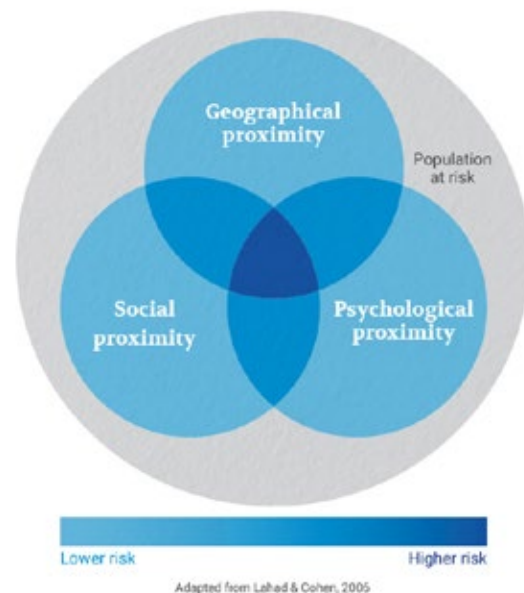 Geographical
proximity
Population
at risk
Social
proximity
Psychological
proximity
Lower risk
Higher risk
Adapted from Lahad & Cohen, 2005